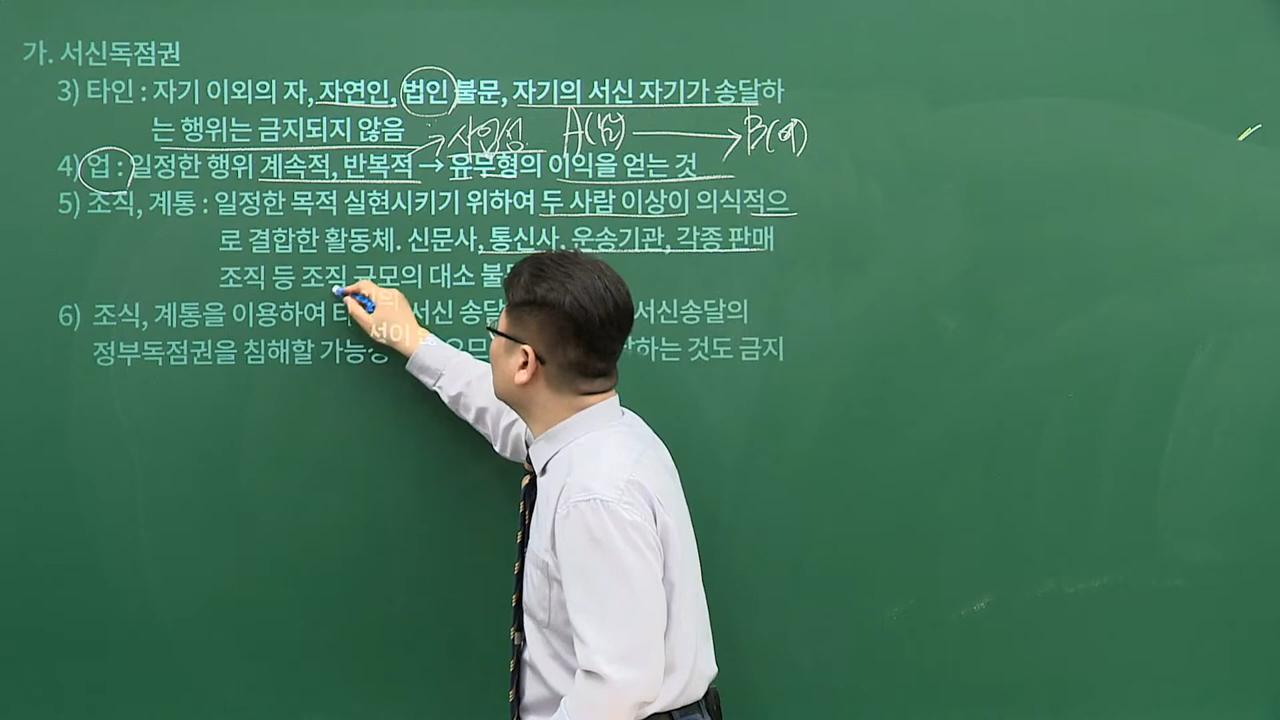 가. 서신독점권
3) 타인 : 자기 이외의 자, 자연인, 법인 불문, 자기의 서신 자기가 송달하
는 행위는 금지되지 않음
사업성 A(남) → B(여)
4) 업 : 일정한 행위 계속적, 반복적 → 유무형의 이익을 얻는 것
5) 조직, 계통 : 일정한 목적 실현시키기 위하여 두 사람 이상이 의식적으
로 결합한 활동체. 신문사, 통신사, 운송기관, 각종 판매
조직 등 조직 규모의 대소
6) 조직, 계통을 이용하여 서신 서신송달의
정부독점권을 침해할 하는 것도 금지